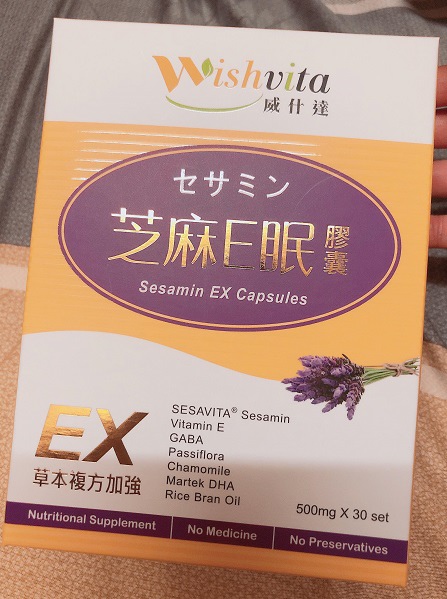 Wishvita
威什達
セサミン
芝麻E眠膠囊
Sesamin EX Capsules
EX
草本複方加強
SESAVITA® Sesamin
Vitamin E
GABA
Passiflora
Chamomile
Martek DHA
Rice Bran Oil
500mg X 30 set
Nutritional Supplement
No Medicine
No Preservatives